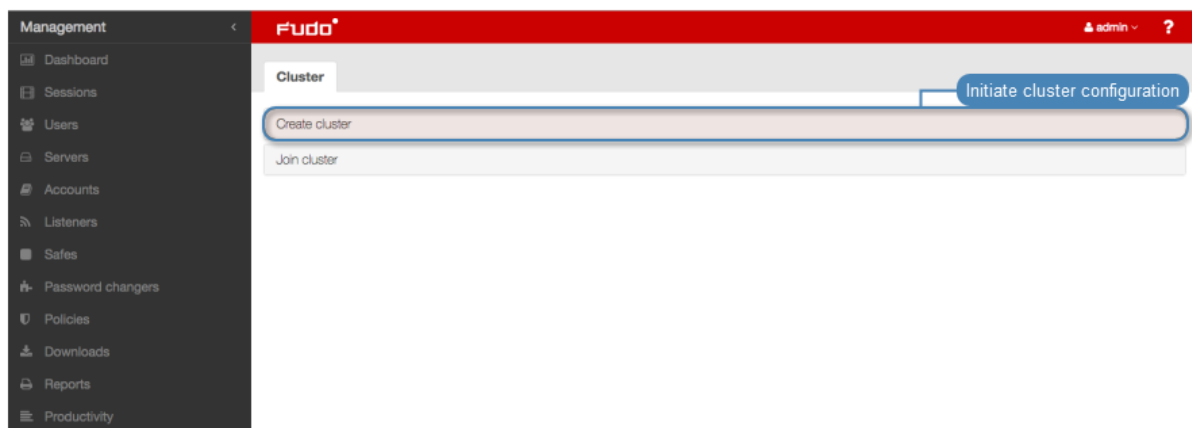 Management
Fudo
admin
?
Dashboard
Sessions
Users
Servers
Accounts
Listeners
Safes
Password changers
Policies
Downloads
Reports
Productivity
Cluster
Initiate cluster configuration
Create cluster
Join cluster